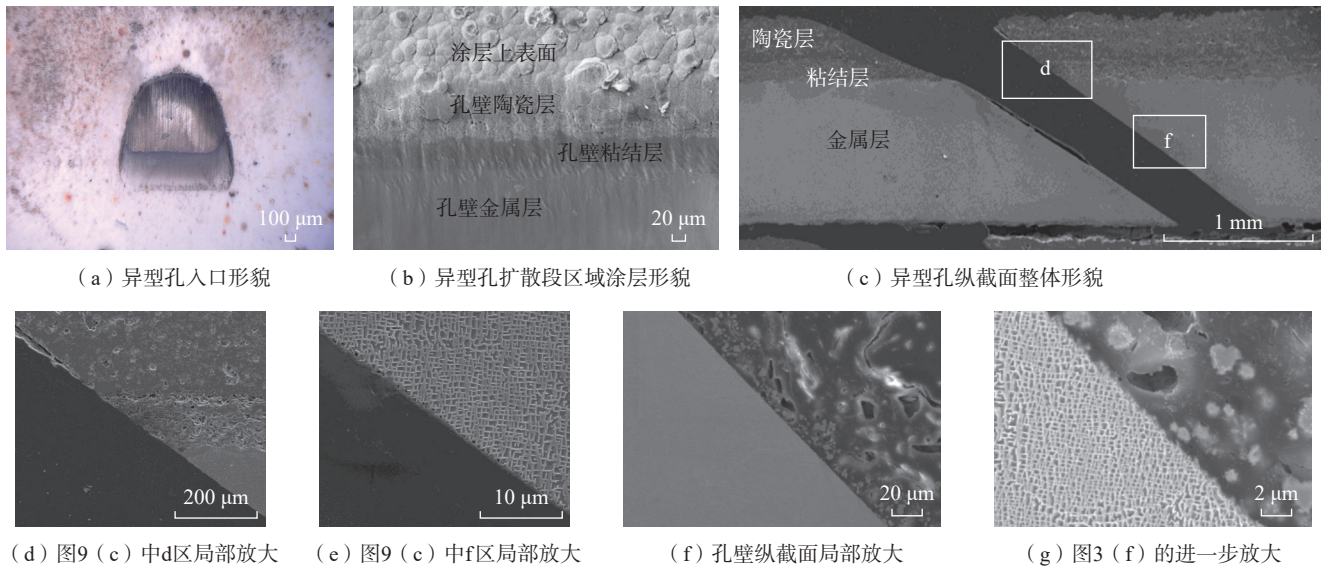 100 μm
（a）异型孔入口形貌
涂层上表面
孔壁陶瓷层
孔壁粘结层
孔壁金属层
20 μm
（b）异型孔扩散段区域涂层形貌
陶瓷层
粘结层
金属层
d
f
1 mm
（c）异型孔纵截面整体形貌
200 μm
（d）图9（c）中d区局部放大
10 μm
（e）图9（c）中f区局部放大
20 μm
（f）孔壁纵截面局部放大
2 μm
（g）图3（f）的进一步放大